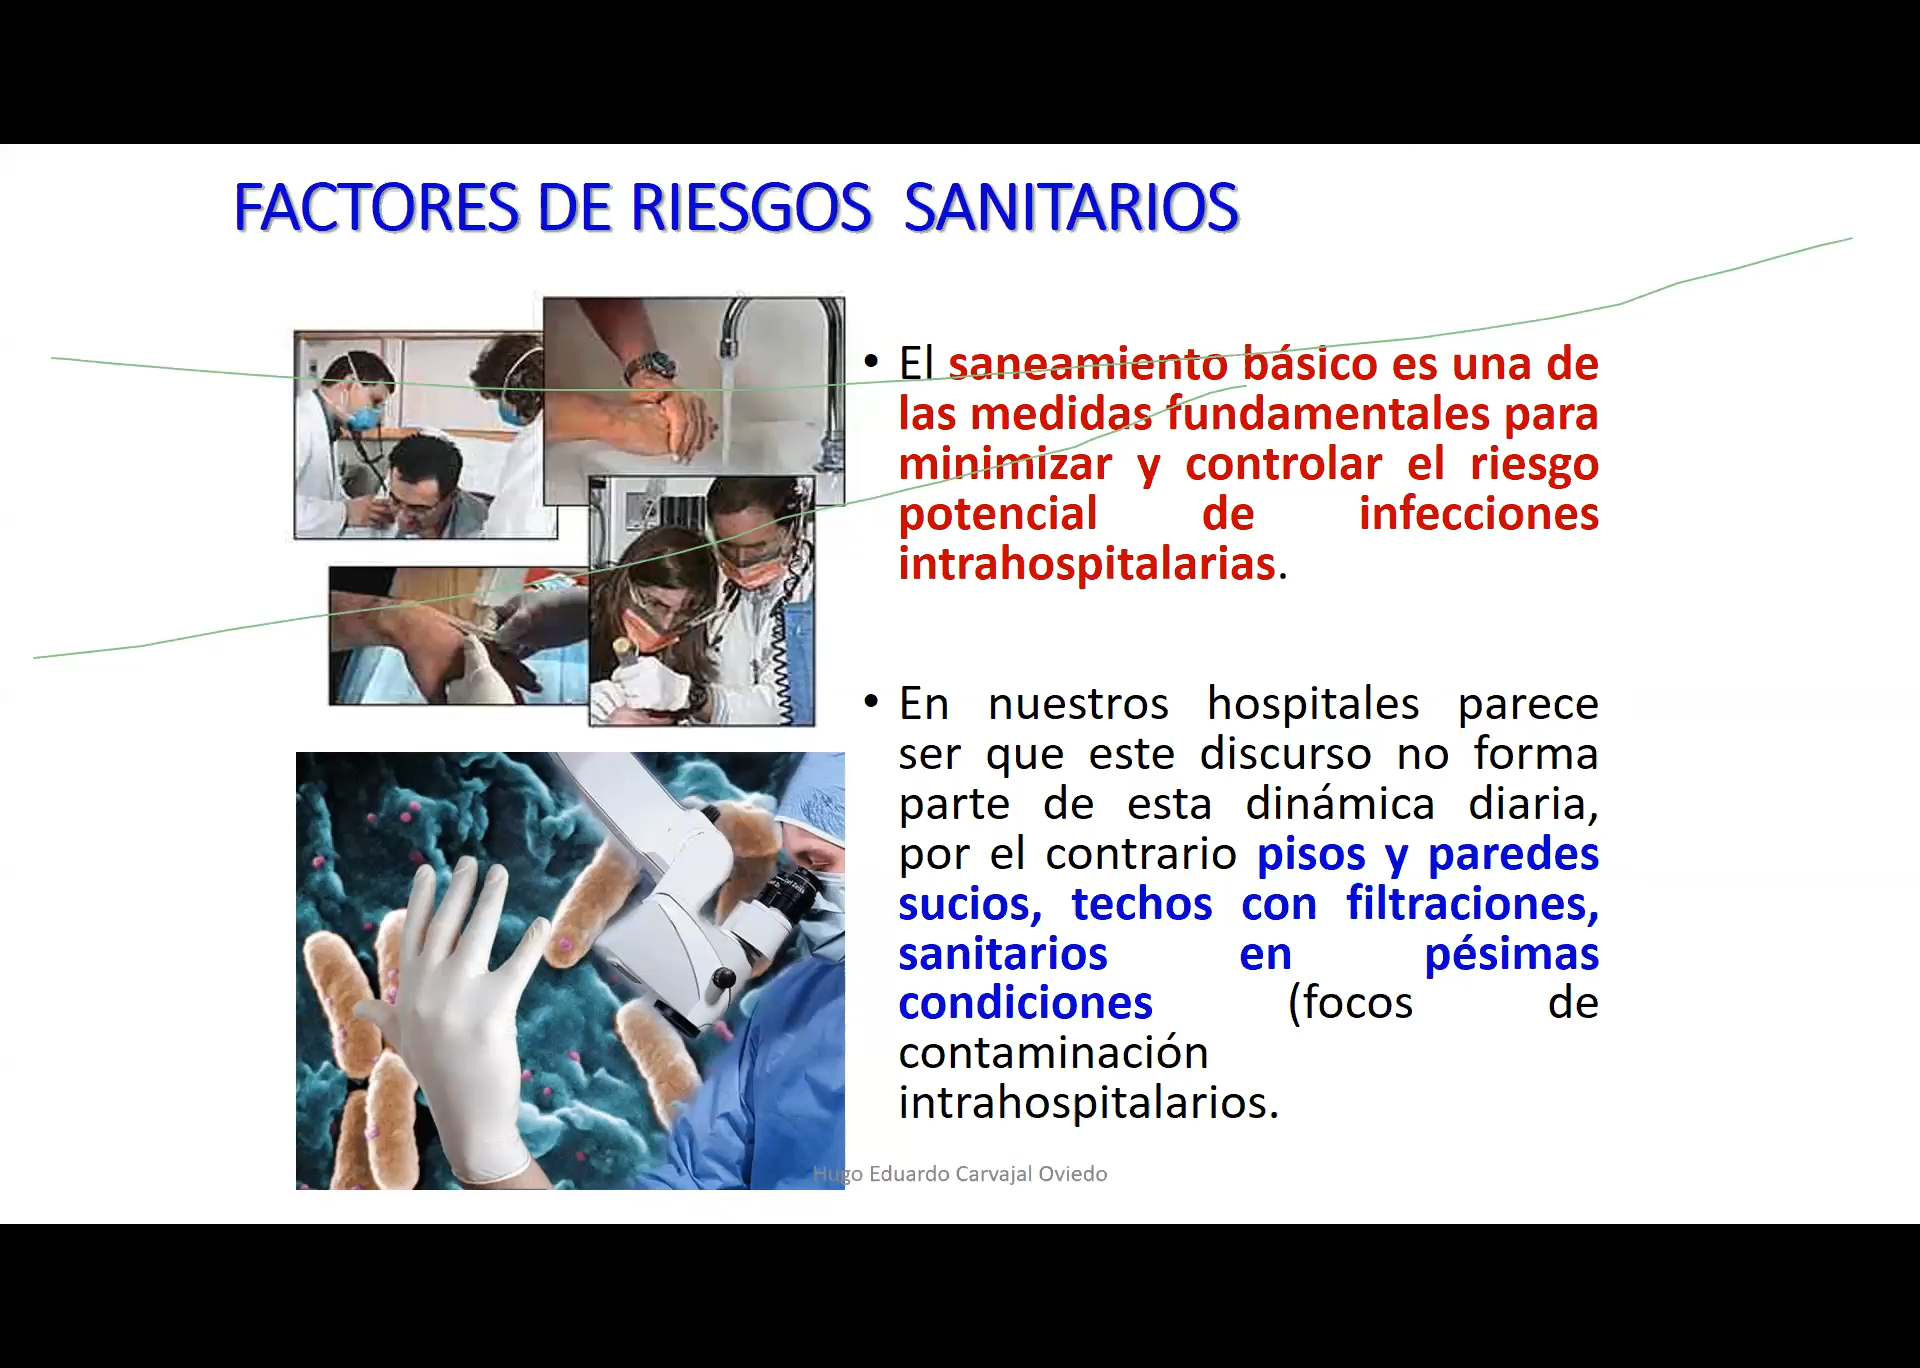 FACTORES DE RIESGOS SANITARIOS
• El saneamiento básico es una de
las medidas fundamentales para
minimizar y controlar el riesgo
potencial de infecciones
intrahospitalarias.
• En nuestros hospitales parece
ser que este discurso no forma
parte de esta dinámica diaria,
por el contrario pisos y paredes
sucios, techos con filtraciones,
sanitarios en pésimas
condiciones (focos de
contaminación
intrahospitalarios.
Hugo Eduardo Carvajal Oviedo